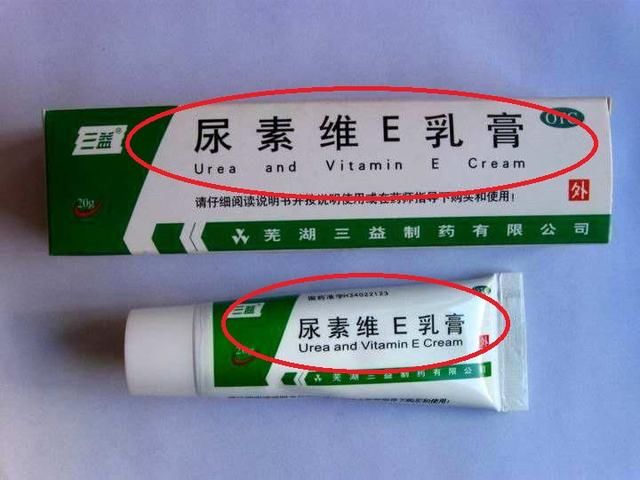 三益®
尿素维E乳膏
OTC
Urea and Vitamin E Cream
20g
请仔细阅读说明书并按说明使用或在药师指导下购买和使用!
外
芜湖三益制药有限公司
国药准字H34022123
三益
尿素维E乳膏
Urea and Vitamin E Cream
20g
外
芜湖三益制药有限公司